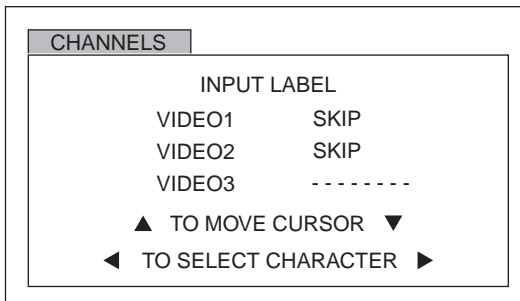 CHANNELS
INPUT LABEL
VIDEO1 SKIP
VIDEO2 SKIP
VIDEO3 - - - - - - - -
▲ TO MOVE CURSOR ▼
◀ TO SELECT CHARACTER ▶